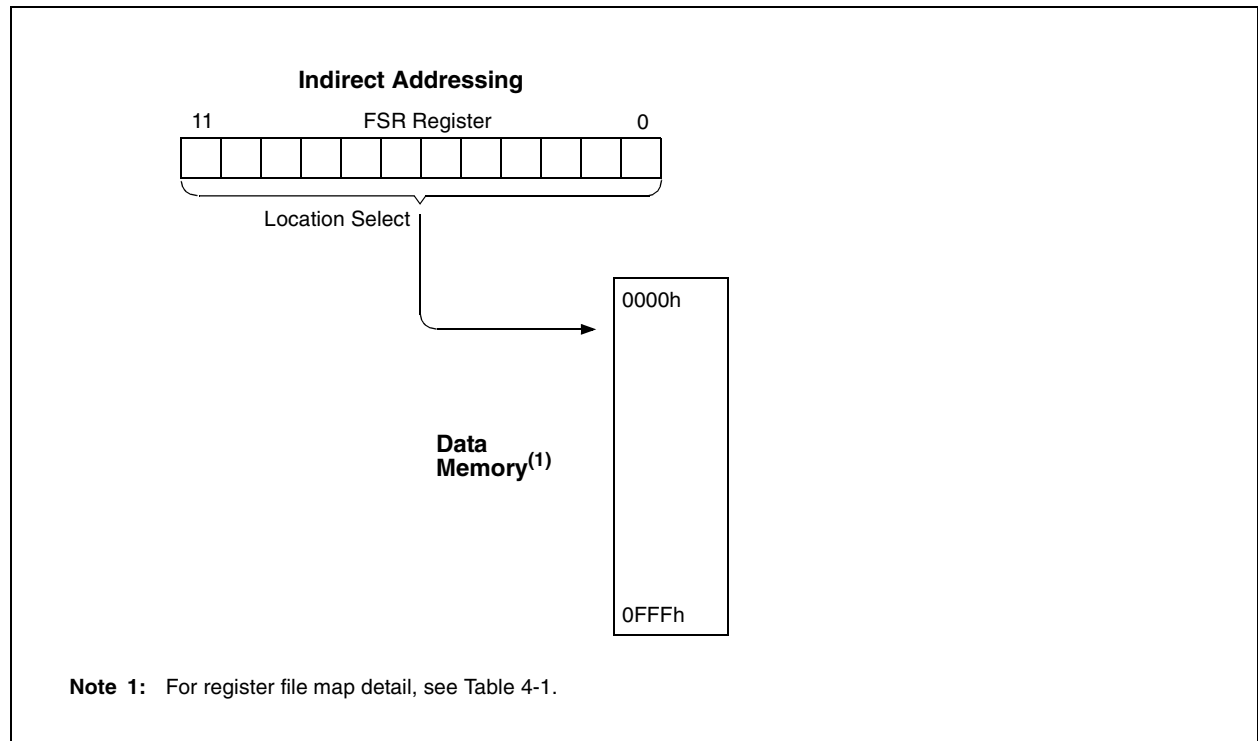 Indirect Addressing
11 FSR Register 0
Location Select
0000h
Data
Memory(1)
0FFFh
Note 1: For register file map detail, see Table 4-1.